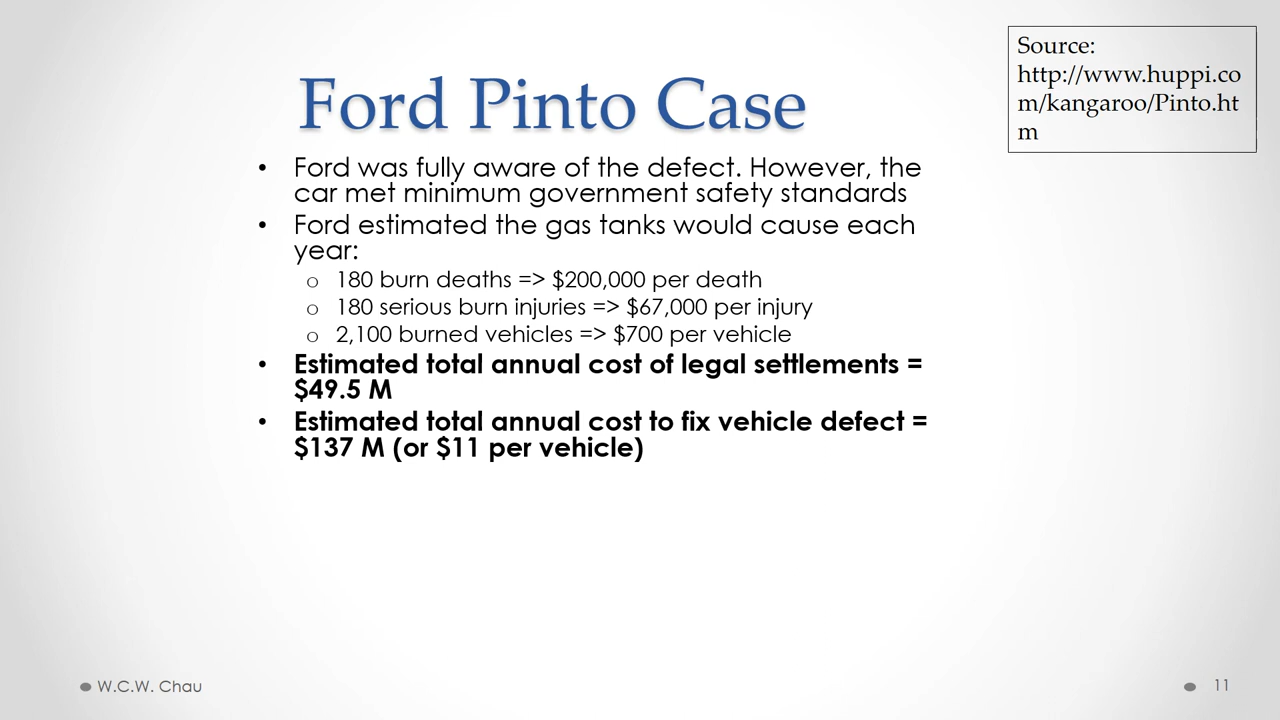 Source:
http://www.huppi.co
m/kangaroo/Pinto.ht
m
Ford Pinto Case
• Ford was fully aware of the defect. However, the
car met minimum government safety standards
• Ford estimated the gas tanks would cause each
year:
o 180 burn deaths => $200,000 per death
o 180 serious burn injuries => $67,000 per injury
o 2,100 burned vehicles => $700 per vehicle
• Estimated total annual cost of legal settlements =
$49.5 M
• Estimated total annual cost to fix vehicle defect =
$137 M (or $11 per vehicle)
W.C.W. Chau
11